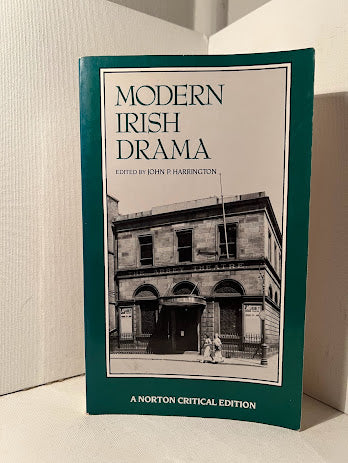 MODERN
IRISH
DRAMA
EDITED BY JOHN P. HARRINGTON
ABBEY THEATRE
A NORTON CRITICAL EDITION